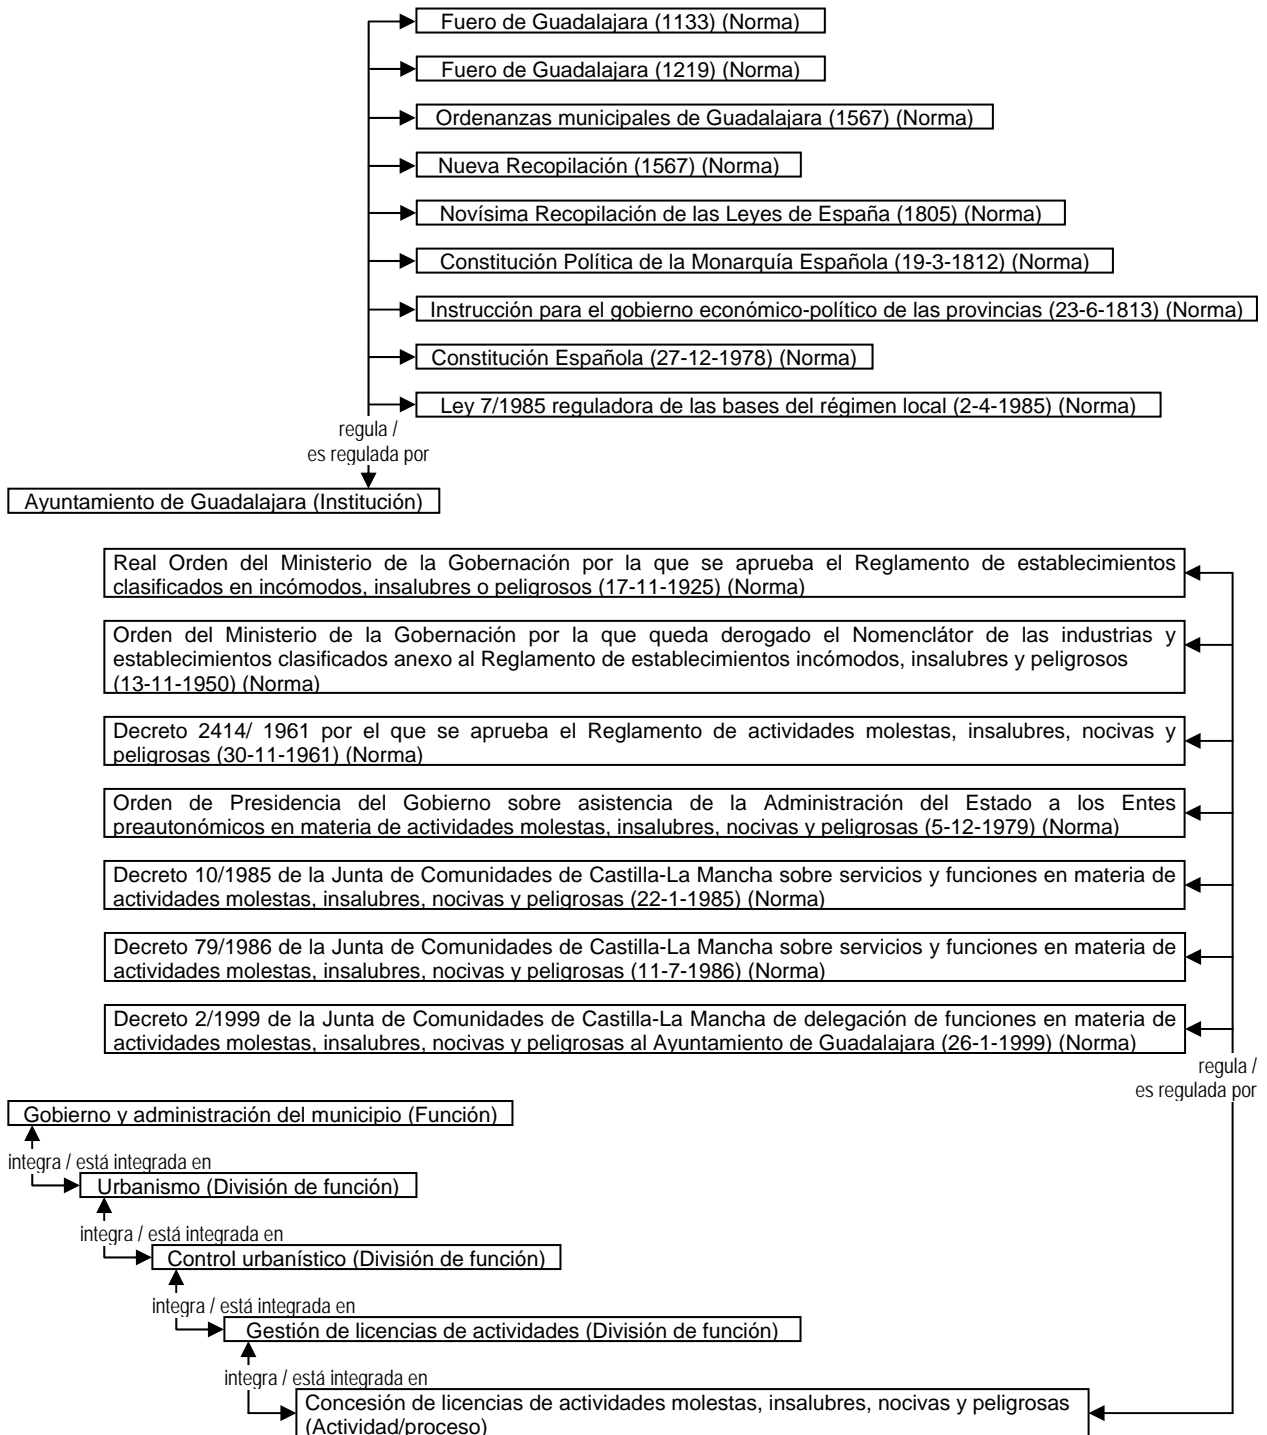 Fuero de Guadalajara (1133) (Norma)
Fuero de Guadalajara (1219) (Norma)
Ordenanzas municipales de Guadalajara (1567) (Norma)
Nueva Recopilación (1567) (Norma)
Novísima Recopilación de las Leyes de España (1805) (Norma)
Constitución Política de la Monarquía Española (19-3-1812) (Norma)
Instrucción para el gobierno económico-político de las provincias (23-6-1813) (Norma)
Constitución Española (27-12-1978) (Norma)
Ley 7/1985 reguladora de las bases del régimen local (2-4-1985) (Norma)
regula /
es regulada por
Ayuntamiento de Guadalajara (Institución)
Real Orden del Ministerio de la Gobernación por la que se aprueba el Reglamento de establecimientos
clasificados en incómodos, insalubres o peligrosos (17-11-1925) (Norma)
Orden del Ministerio de la Gobernación por la que queda derogado el Nomenclátor de las industrias y
establecimientos clasificados anexo al Reglamento de establecimientos incómodos, insalubres y peligrosos
(13-11-1950) (Norma)
Decreto 2414/ 1961 por el que se aprueba el Reglamento de actividades molestas, insalubres, nocivas y
peligrosas (30-11-1961) (Norma)
Orden de Presidencia del Gobierno sobre asistencia de la Administración del Estado a los Entes
preautonómicos en materia de actividades molestas, insalubres, nocivas y peligrosas (5-12-1979) (Norma)
Decreto 10/1985 de la Junta de Comunidades de Castilla-La Mancha sobre servicios y funciones en materia de
actividades molestas, insalubres, nocivas y peligrosas (22-1-1985) (Norma)
Decreto 79/1986 de la Junta de Comunidades de Castilla-La Mancha sobre servicios y funciones en materia de
actividades molestas, insalubres, nocivas y peligrosas (11-7-1986) (Norma)
Decreto 2/1999 de la Junta de Comunidades de Castilla-La Mancha de delegación de funciones en materia de
actividades molestas, insalubres, nocivas y peligrosas al Ayuntamiento de Guadalajara (26-1-1999) (Norma)
regula /
es regulada por
Gobierno y administración del municipio (Función)
integra / está integrada en
Urbanismo (División de función)
integra / está integrada en
Control urbanístico (División de función)
integra / está integrada en
Gestión de licencias de actividades (División de función)
integra / está integrada en
Concesión de licencias de actividades molestas, insalubres, nocivas y peligrosas
(Actividad/proceso)